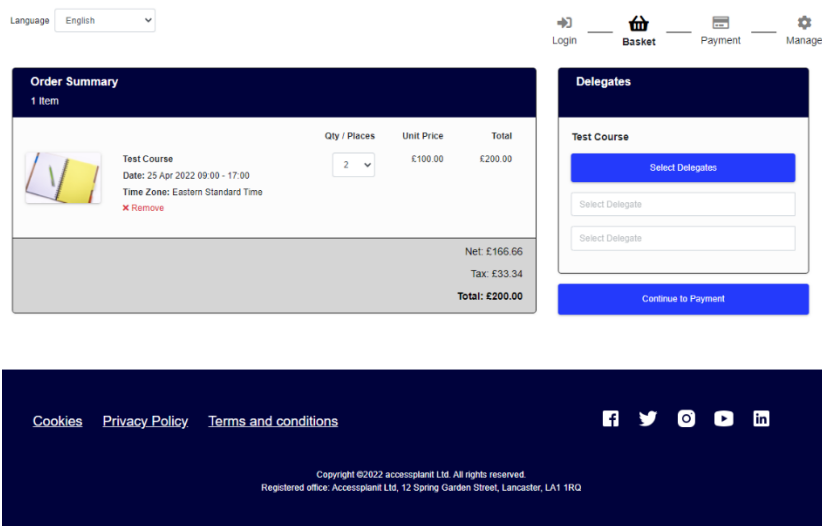 Language English
Login Basket Payment Manage
Order Summary
1 Item
Qty / Places Unit Price Total
Test Course 2 £100.00 £200.00
Date: 25 Apr 2022 09:00 - 17:00
Time Zone: Eastern Standard Time
× Remove
Net: £166.66
Tax: £33.34
Total: £200.00
Delegates
Test Course
Select Delegates
Select Delegate
Select Delegate
Continue to Payment
Cookies Privacy Policy Terms and conditions
Copyright ©2022 accessplanit Ltd. All rights reserved.
Registered office: Accessplanit Ltd, 12 Spring Garden Street, Lancaster, LA1 1RQ